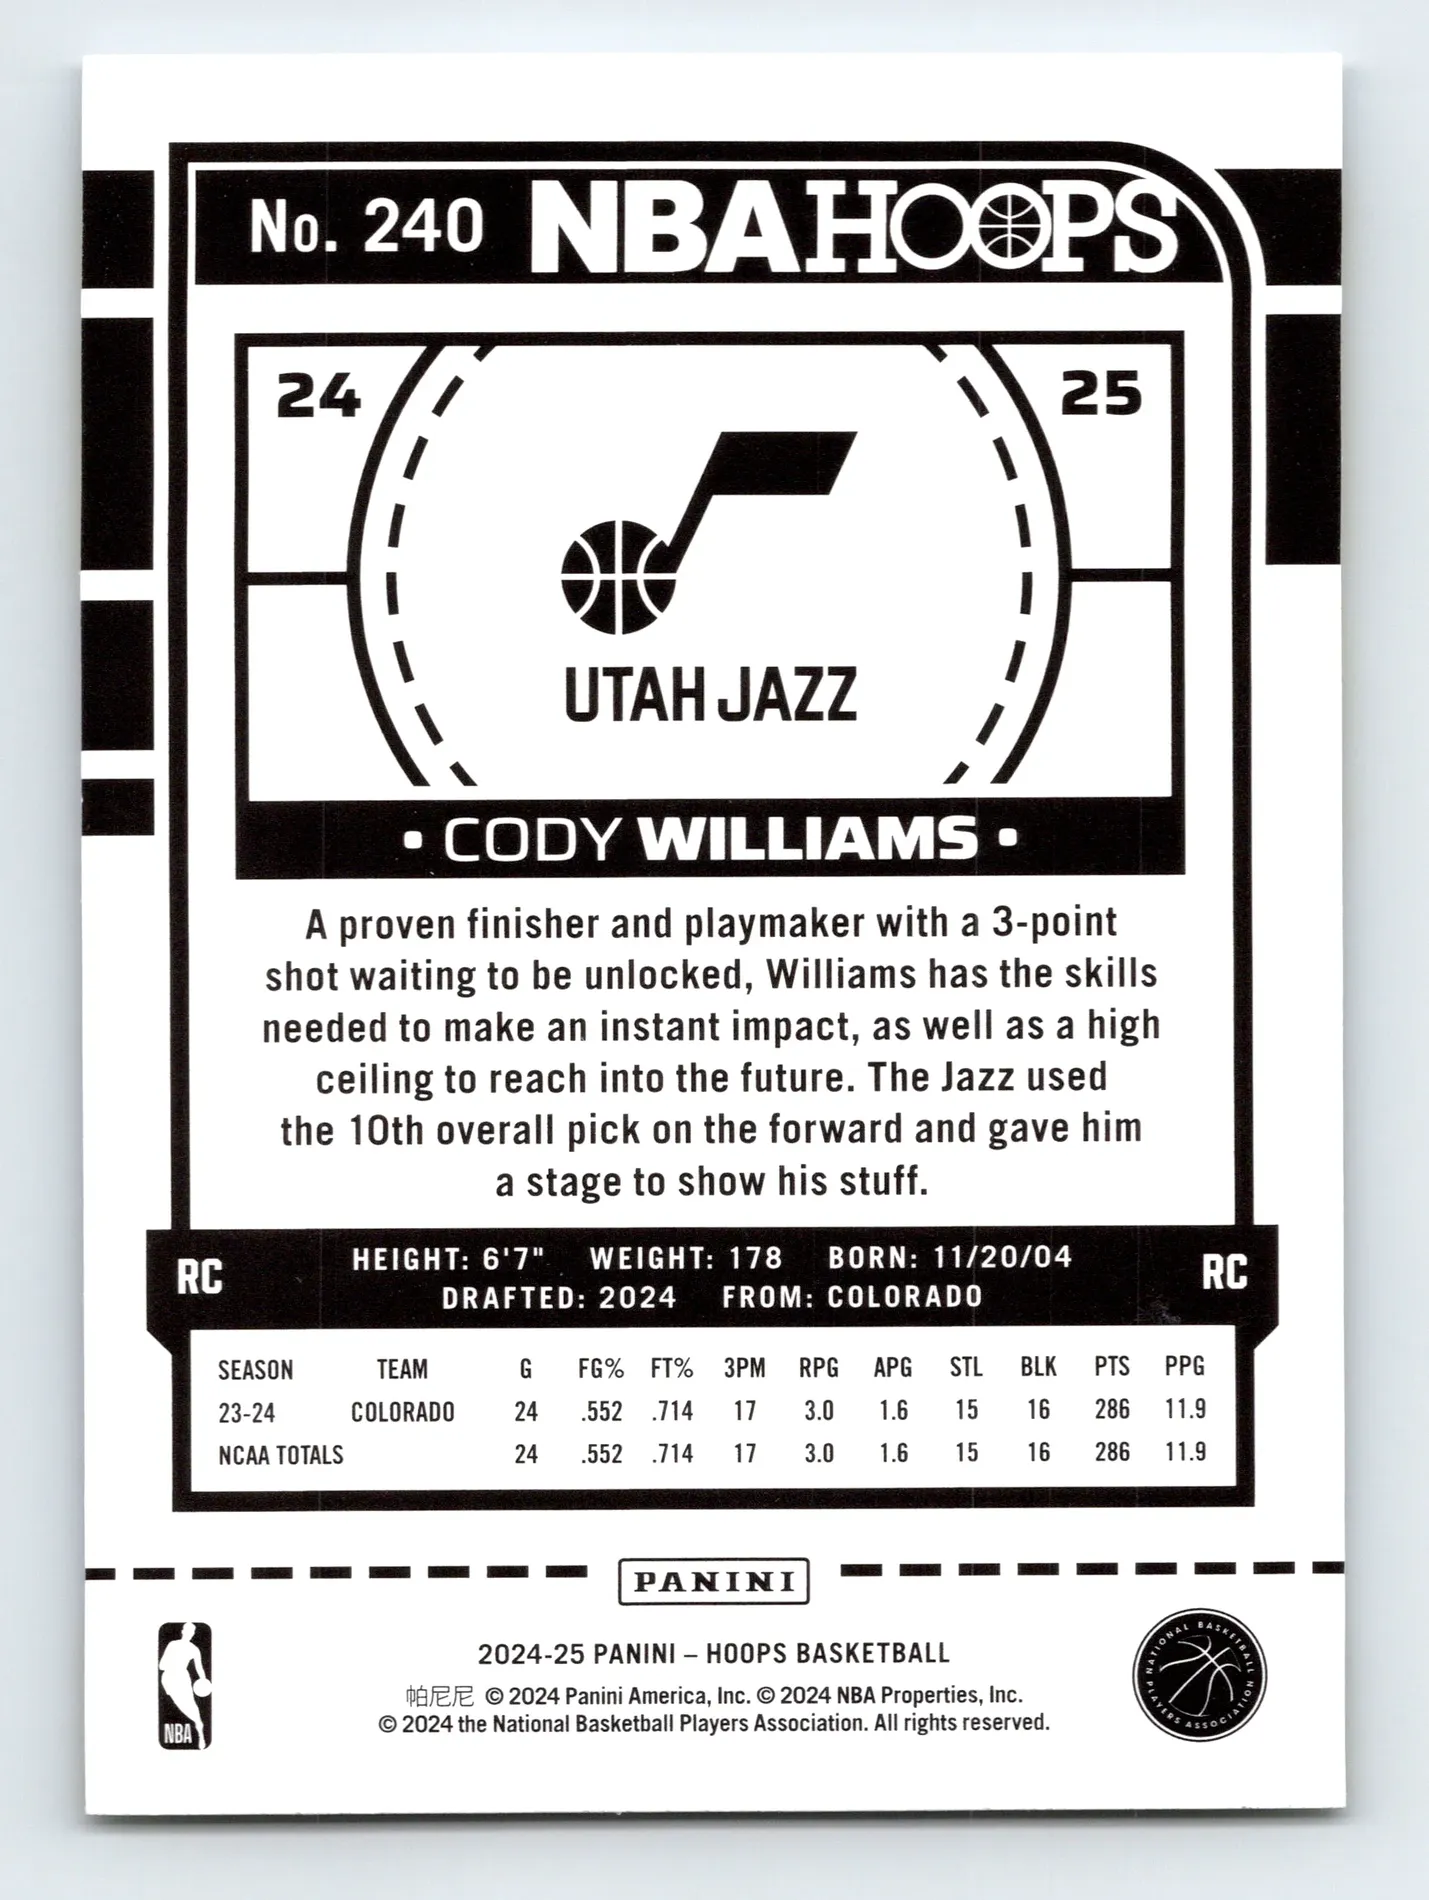 No. 240 NBA HOOPS
24 25
UTAH JAZZ
• CODY WILLIAMS •
A proven finisher and playmaker with a 3-point
shot waiting to be unlocked, Williams has the skills
needed to make an instant impact, as well as a high
ceiling to reach into the future. The Jazz used
the 10th overall pick on the forward and gave him
a stage to show his stuff.
RC HEIGHT: 6'7" WEIGHT: 178 BORN: 11/20/04 RC
DRAFTED: 2024 FROM: COLORADO
SEASON TEAM G FG% FT% 3PM RPG APG STL BLK PTS PPG
23-24 COLORADO 24 .552 .714 17 3.0 1.6 15 16 286 11.9
NCAA TOTALS 24 .552 .714 17 3.0 1.6 15 16 286 11.9
PANINI
2024-25 PANINI – HOOPS BASKETBALL
帕尼尼 © 2024 Panini America, Inc. © 2024 NBA Properties, Inc.
© 2024 the National Basketball Players Association. All rights reserved.
NBA
NATIONAL BASKETBALL PLAYERS ASSOCIATION